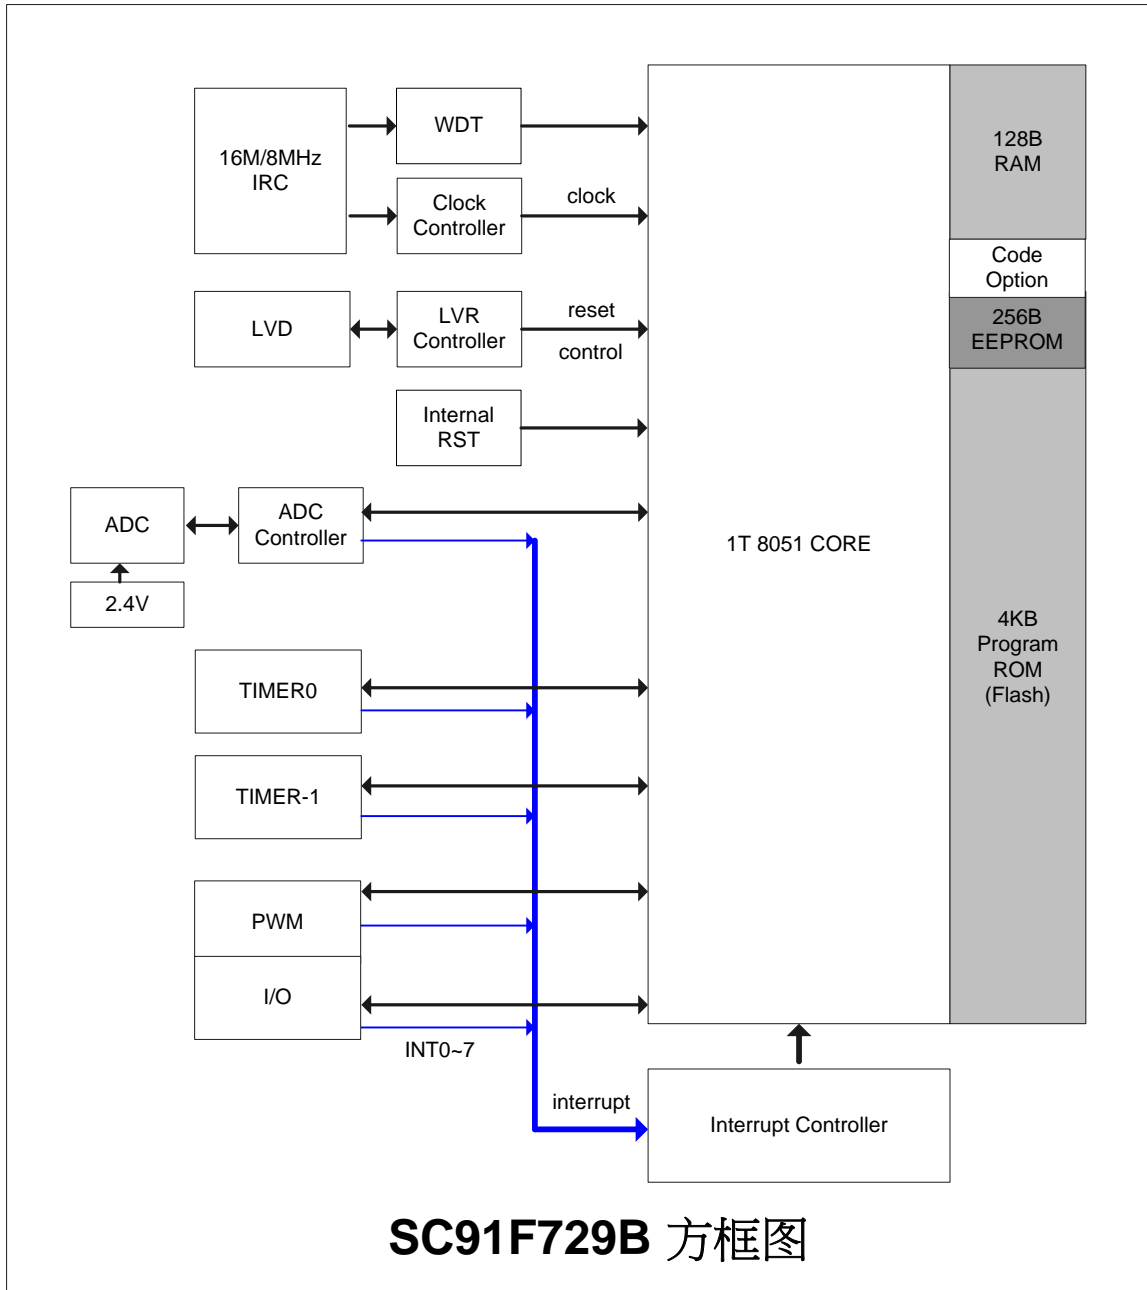 16M/8MHz
IRC
WDT
Clock
Controller
clock
LVD
LVR
Controller
reset
control
Internal
RST
ADC
2.4V
ADC
Controller
TIMER0
TIMER-1
PWM
I/O
INT0~7
interrupt
Interrupt Controller
1T 8051 CORE
128B
RAM
Code
Option
256B
EEPROM
4KB
Program
ROM
(Flash)
SC91F729B 方框图